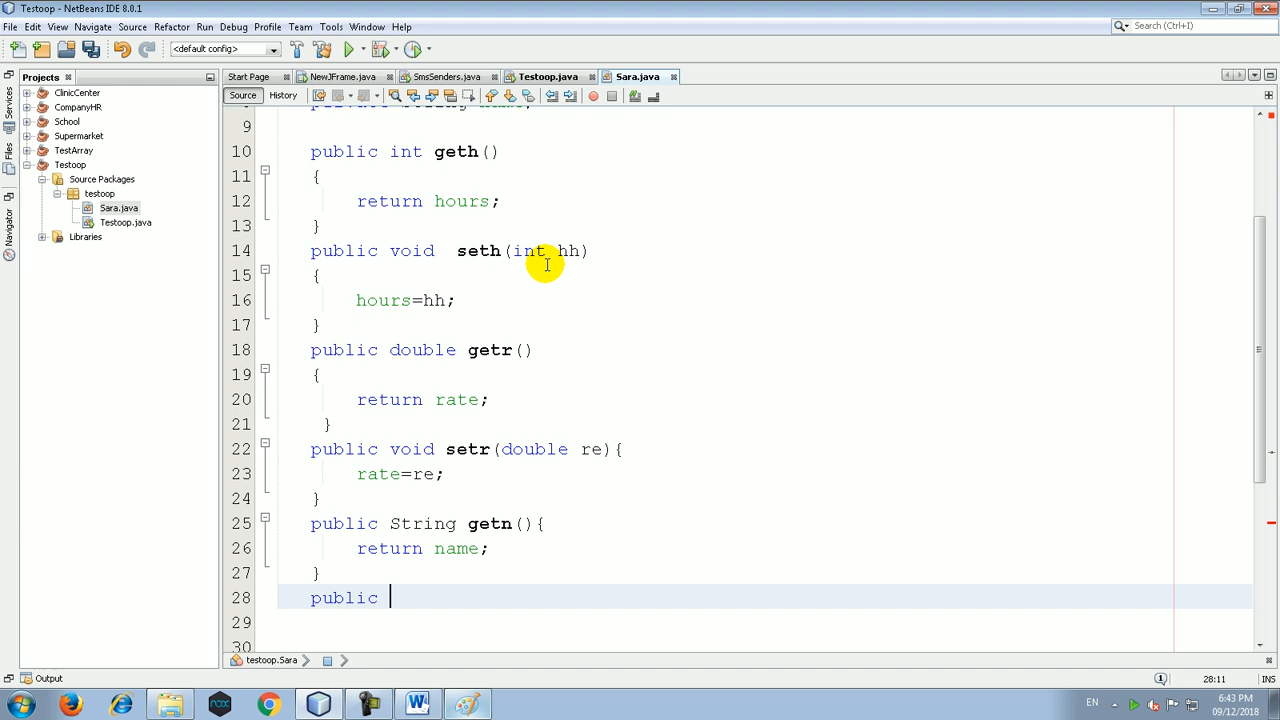 Testoop - NetBeans IDE 8.0.1
File Edit View Navigate Source Refactor Run Debug Profile Team Tools Window Help
Search (Ctrl+I)
<default config>
Projects
Start Page NewJFrame.java SmsSenders.java Testoop.java Sara.java
Source History
Services
Files
Navigator
ClinicCenter
CompanyHR
School
Supermarket
TestArray
Testoop
Source Packages
testoop
Sara.java
Testoop.java
Libraries
9
10 public int geth()
11 {
12 return hours;
13 }
14 public void  seth(int hh)
15 {
16 hours=hh;
17 }
18 public double getr()
19 {
20 return rate;
21 }
22 public void setr(double re){
23 rate=re;
24 }
25 public String getn(){
26 return name;
27 }
28 public
29
30
testoop.Sara
Output
1 28:11 INS
EN 6:43 PM
09/12/2018